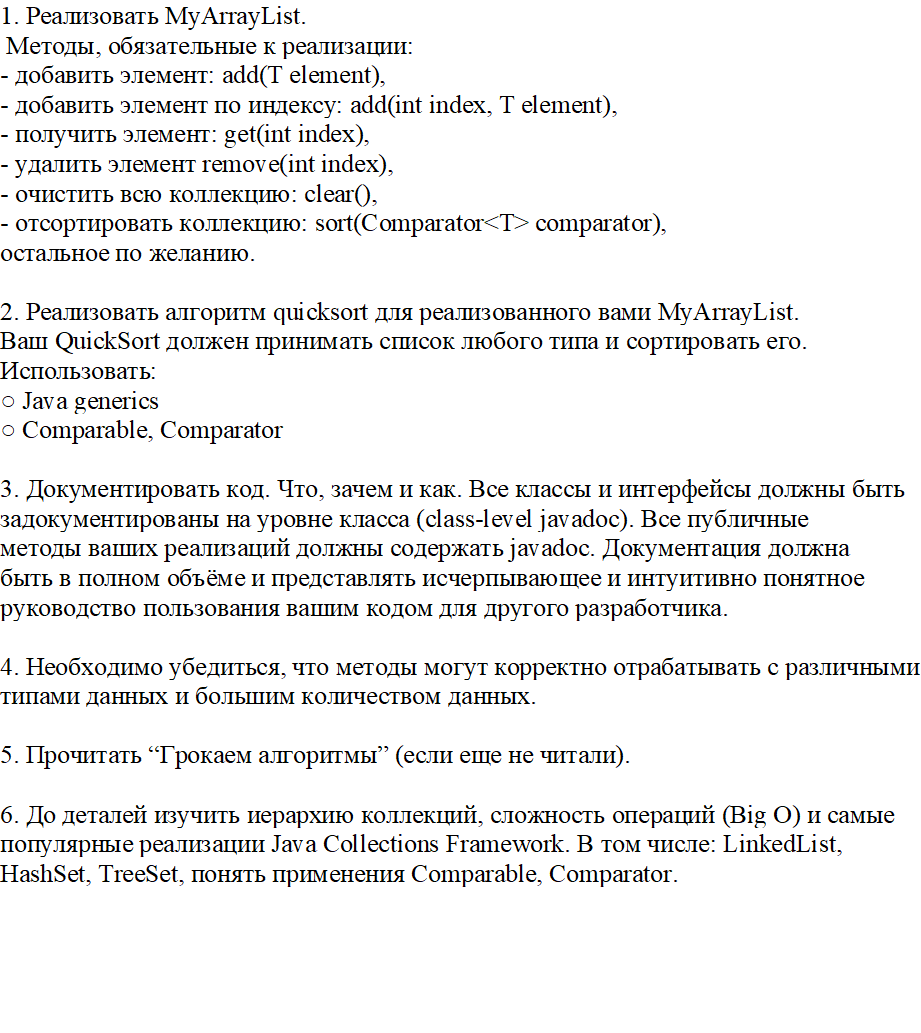 1. Реализовать MyArrayList.
Методы, обязательные к реализации:
- добавить элемент: add(T element),
- добавить элемент по индексу: add(int index, T element),
- получить элемент: get(int index),
- удалить элемент remove(int index),
- очистить всю коллекцию: clear(),
- отсортировать коллекцию: sort(Comparator<T> comparator),
остальное по желанию.
2. Реализовать алгоритм quicksort для реализованного вами MyArrayList.
Ваш QuickSort должен принимать список любого типа и сортировать его.
Использовать:
○ Java generics
○ Comparable, Comparator
3. Документировать код. Что, зачем и как. Все классы и интерфейсы должны быть
задокументированы на уровне класса (class-level javadoc). Все публичные
методы ваших реализаций должны содержать javadoc. Документация должна
быть в полном объёме и представлять исчерпывающее и интуитивно понятное
руководство пользования вашим кодом для другого разработчика.
4. Необходимо убедиться, что методы могут корректно отрабатывать с различными
типами данных и большим количеством данных.
5. Прочитать “Грокаем алгоритмы” (если еще не читали).
6. До деталей изучить иерархию коллекций, сложность операций (Big O) и самые
популярные реализации Java Collections Framework. В том числе: LinkedList,
HashSet, TreeSet, понять применения Comparable, Comparator.